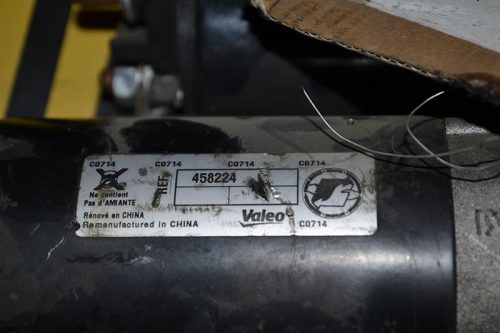 C0714 C0714 C0714 C0714
REF 458224
Ne contient
Pas d'AMIANTE
Rénové en CHINA
Remanufactured in CHINA
Valeo
C0714